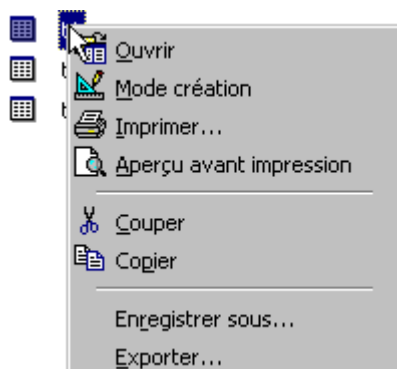 Ouvrir
Mode création
Imprimer...
Aperçu avant impression
Couper
Copier
Enregistrer sous...
Exporter...